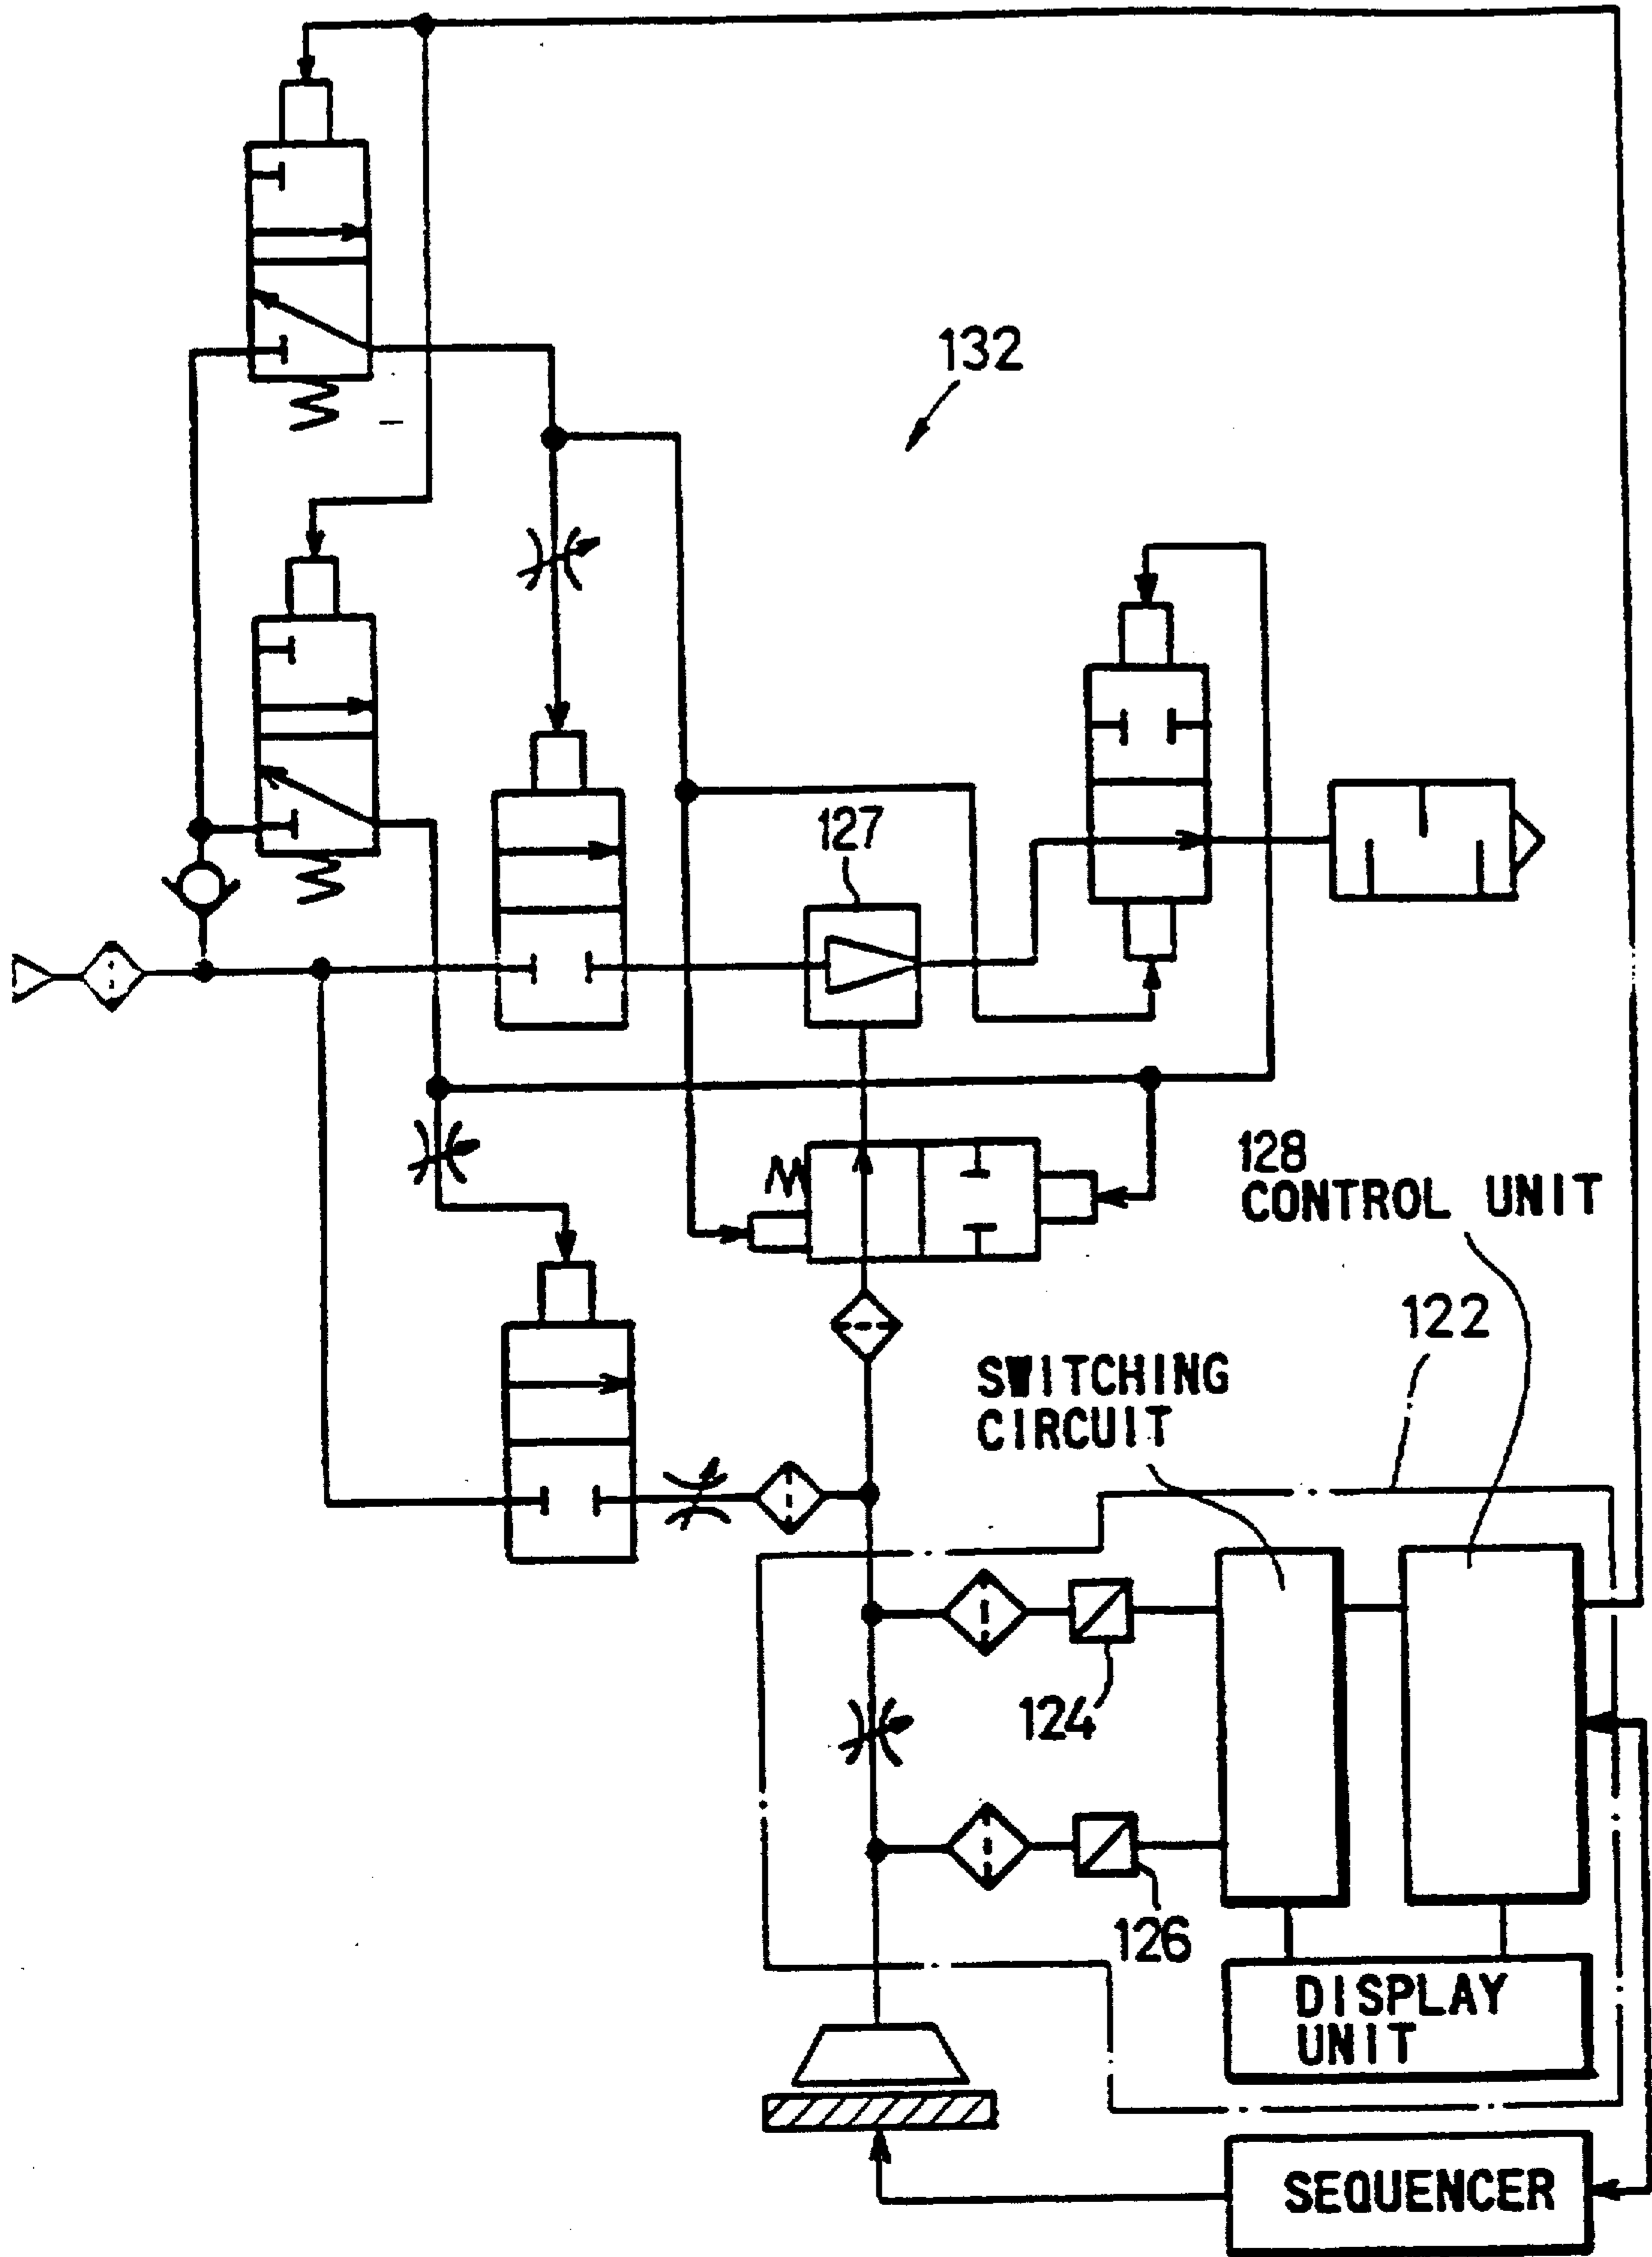 132
127
128
CONTROL UNIT
122
SWITCHING
CIRCUIT
124
126
DISPLAY
UNIT
SEQUENCER